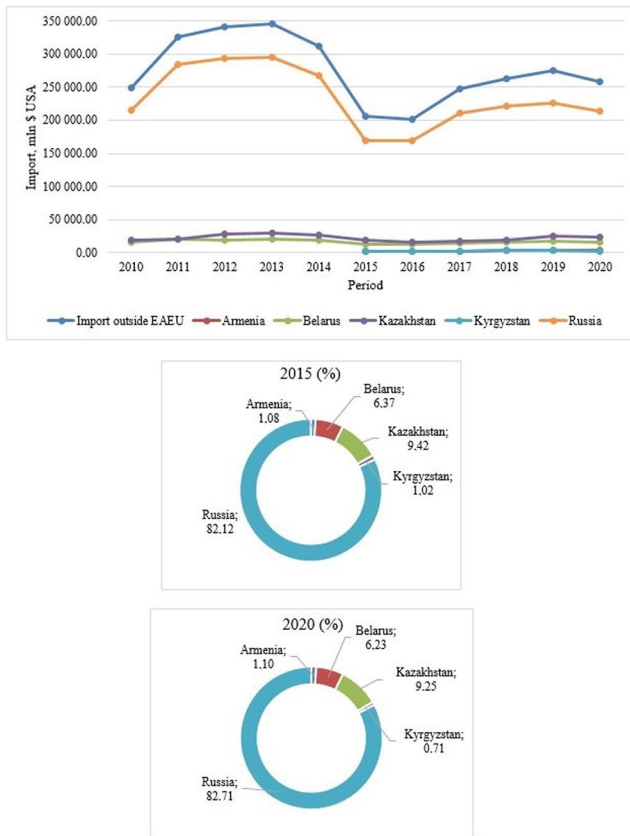 350 000.00
300 000.00
250 000.00
200 000.00
150 000.00
100 000.00
50 000.00
0.00
Import, mln $ USA
2010 2011 2012 2013 2014 2015 2016 2017 2018 2019 2020
Period
Import outside EAEU Armenia Belarus Kazakhstan Kyrgyzstan Russia
2015 (%)
Armenia;
1.08
Belarus;
6.37
Kazakhstan;
9.42
Kyrgyzstan;
1.02
Russia;
82.12
2020 (%)
Armenia;
1.10
Belarus;
6.23
Kazakhstan;
9.25
Kyrgyzstan;
0.71
Russia;
82.71